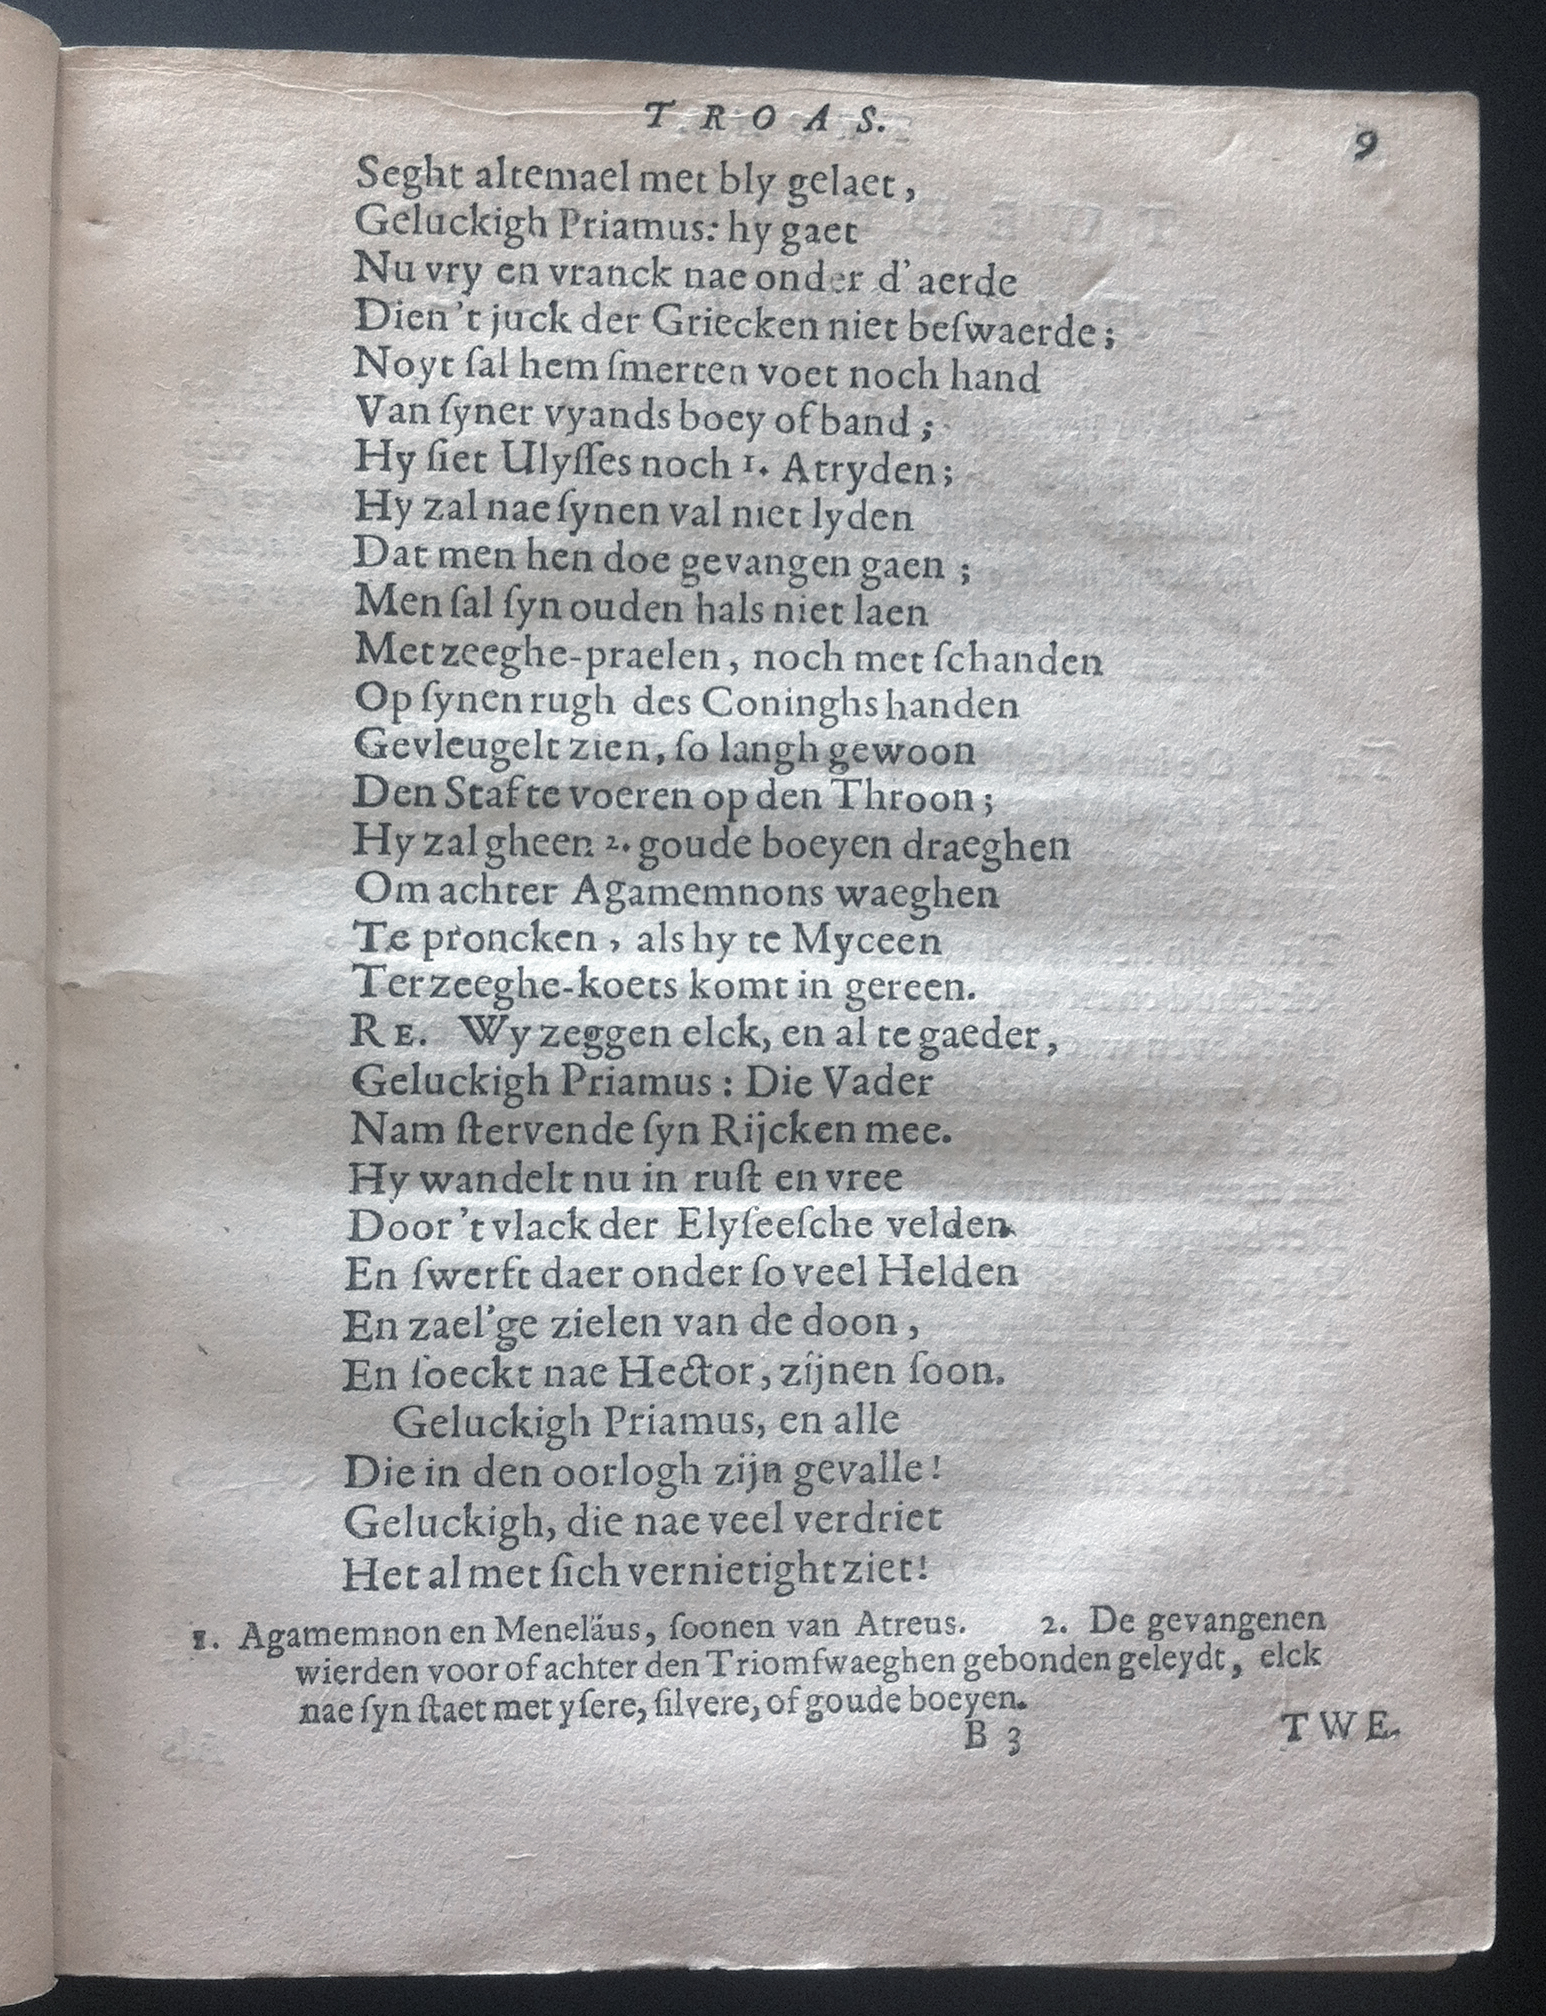 TROAS.
9
Seght altemael met bly gelaet,
Geluckigh Priamus: hy gaet
Nu vry en vranck nae onder d'aerde
Dien 't juck der Griecken niet beſwaerde;
Noyt ſal hem ſmerten voet noch hand
Van ſyner vyands boey of band;
Hy ſiet Ulyſſes noch 1. Atryden;
Hy zal nae ſynen val niet lyden
Dat men hen doe gevangen gaen;
Men ſal ſyn ouden hals niet laen
Met zeeghe-praelen, noch met ſchanden
Op ſynen rugh des Coninghs handen
Gevleugelt zien, ſo langh gewoon
Den Staf te voeren op den Throon;
Hy zal gheen 2. goude boeyen draeghen
Om achter Agamemnons waeghen
Te proncken, als hy te Myceen
Ter zeeghe-koets komt in gereen.
RE. Wy zeggen elck, en al te gaeder,
Geluckigh Priamus: Die Vader
Nam ſtervende ſyn Rijcken mee.
Hy wandelt nu in ruſt en vree
Door 't vlack der Elyſeeſche velden
En ſwerft daer onder ſo veel Helden
En zael'ge zielen van de doon,
En ſoeckt nae Hector, zijnen ſoon.
Geluckigh Priamus, en alle
Die in den oorlogh zijn gevalle!
Geluckigh, die nae veel verdriet
Het al met ſich vernietight ziet!
1. Agamemnon en Meneläus, ſoonen van Atreus. 2. De gevangenen
wierden voor of achter den Triomfwaeghen gebonden geleydt, elck
nae ſyn ſtaet met yſere, ſilvere, of goude boeyen.
B 3 TWE-